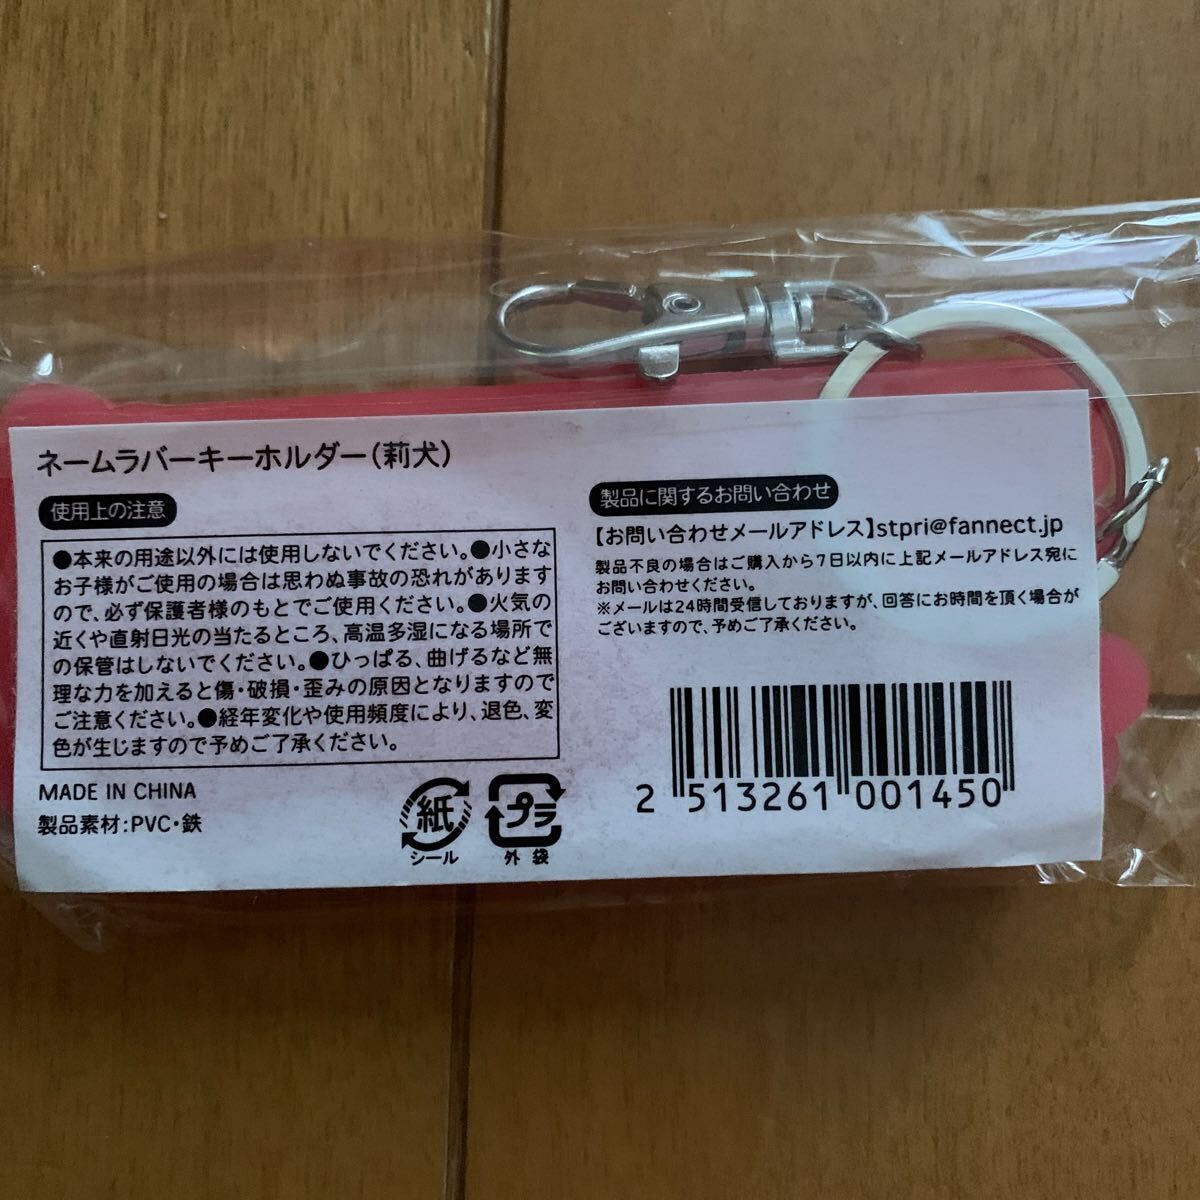 ネームラバーキーホルダー(莉犬)
使用上の注意
●本来の用途以外には使用しないでください。●小さな
お子様がご使用の場合は思わぬ事故の恐れがあります
ので、必ず保護者様のもとでご使用ください。●火気の
近くや直射日光の当たるところ、高温多湿になる場所で
の保管はしないでください。●ひっぱる、曲げるなど無
理な力を加えると傷・破損・歪みの原因となりますので
ご注意ください。●経年変化や使用頻度により、退色、変
色が生じますので予めご了承ください。
MADE IN CHINA
製品素材:PVC・鉄
紙
シール
プラ
外袋
製品に関するお問い合わせ
【お問い合わせメールアドレス】stpri@fannect.jp
製品不良の場合はご購入から7日以内に上記メールアドレス宛に
お問い合わせください。
※メールは24時間受信しておりますが、回答にお時間を頂く場合が
ございますので、予めご了承ください。
2 513261 001450